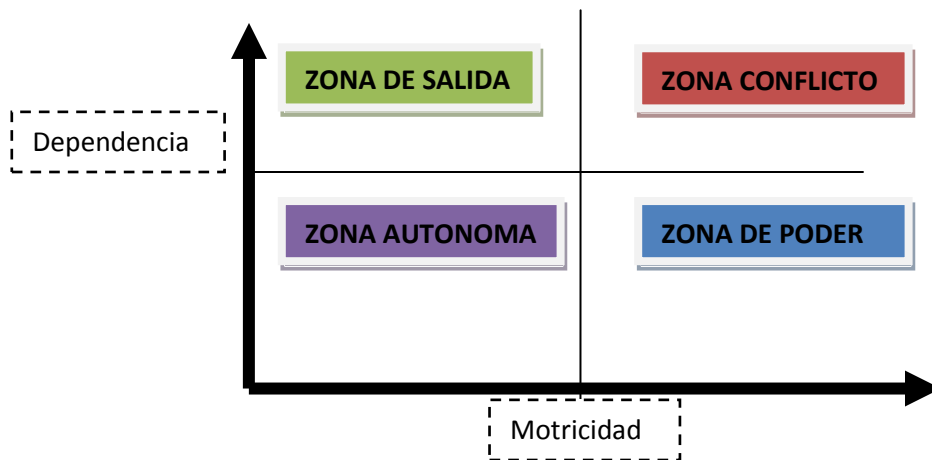 ZONA DE SALIDA
ZONA CONFLICTO
Dependencia
ZONA AUTONOMA
ZONA DE PODER
Motricidad